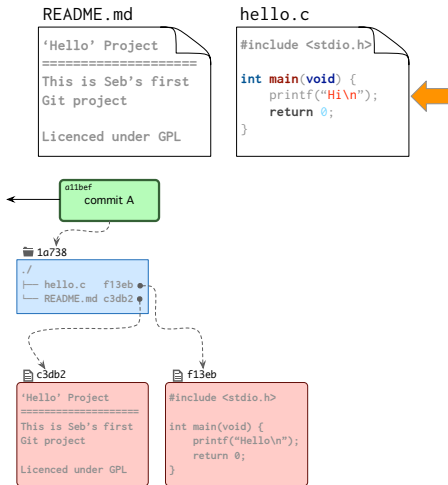 README.md
‘Hello’ Project
====================
This is Seb’s first
Git project
Licenced under GPL
hello.c
#include <stdio.h>
int main(void) {
printf(“Hi\n”);
return 0;
}
a11bef
commit A
1a738
./
├── hello.c f13eb
└── README.md c3db2
c3db2
‘Hello’ Project
====================
This is Seb’s first
Git project
Licenced under GPL
f13eb
#include <stdio.h>
int main(void) {
printf(“Hello\n”);
return 0;
}